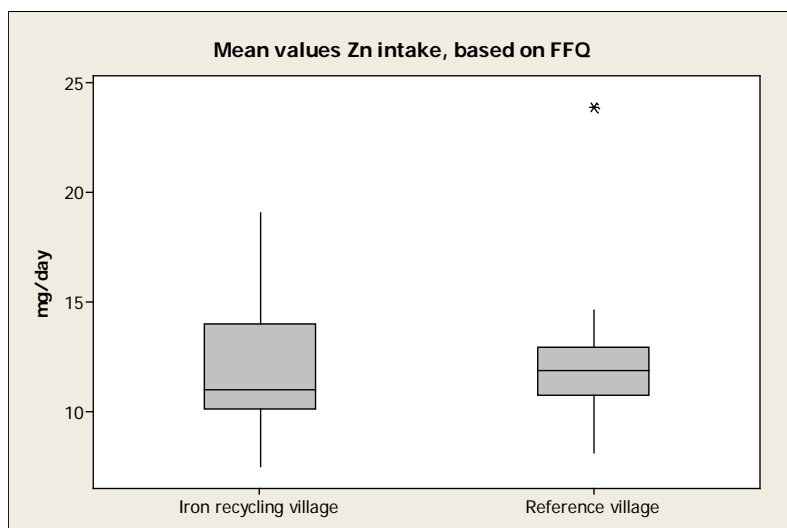 Mean values Zn intake, based on FFQ
25
20
15
10
mg/day
Iron recycling village
Reference village